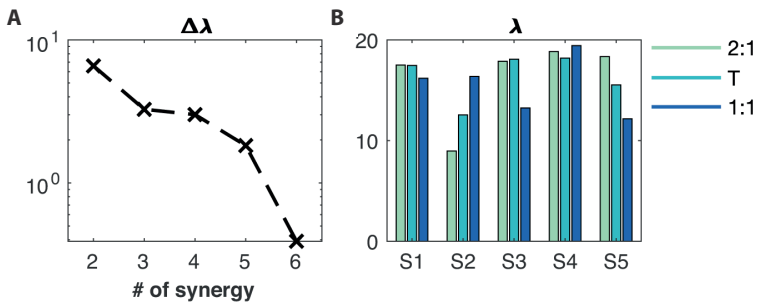 A
Δλ
10^1
10^0
2 3 4 5 6
# of synergy
B
λ
20
10
0
S1 S2 S3 S4 S5
2:1
T
1:1